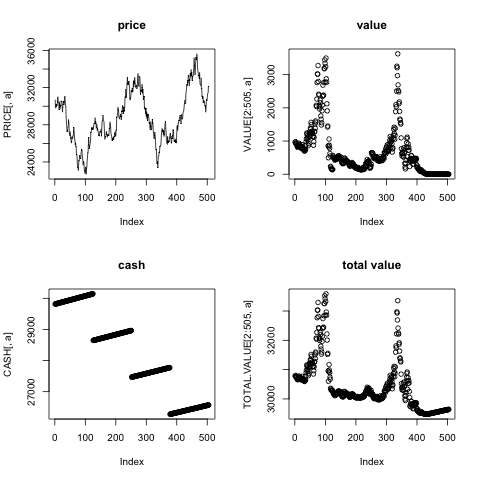 price
PRICE[, a]
24000 28000 32000 36000
0 100 200 300 400 500
Index
value
VALUE[2:505, a]
0 1000 2000 3000
0 100 200 300 400 500
Index
cash
CASH[, a]
27000 29000
0 100 200 300 400 500
Index
total value
TOTAL.VALUE[2:505, a]
30000 32000
0 100 200 300 400 500
Index